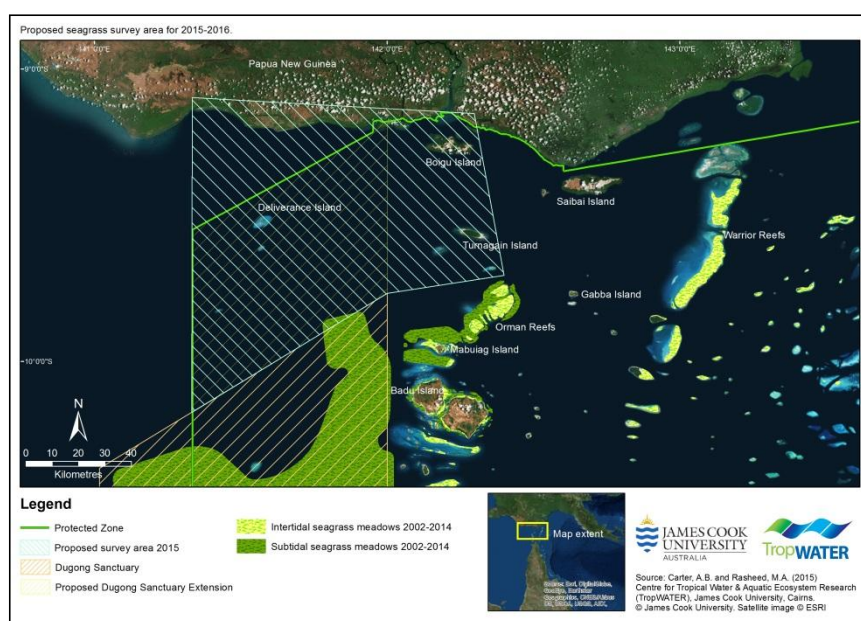 Proposed seagrass survey area for 2015-2016.
141°0'0"E
142°0'0"E
143°0'0"E
9°0'0"S
Papua New Guinea
Boigu Island
Saibai Island
Deliverance Island
Turnagain Island
Warrior Reefs
Gabba Island
Orman Reefs
Mabuiag Island
10°0'0"S
Badu Island
N
0 10 20 30 40
Kilometres
Legend
Protected Zone
Proposed survey area 2015
Dugong Sanctuary
Proposed Dugong Sanctuary Extension
Intertidal seagrass meadows 2002-2014
Subtidal seagrass meadows 2002-2014
Map extent
JAMES COOK
UNIVERSITY
AUSTRALIA
TropWATER
Source: Carter, A.B. and Rasheed, M.A. (2015)
Centre for Tropical Water & Aquatic Ecosystem Research
(TropWATER), James Cook University, Cairns.
© James Cook University. Satellite image © ESRI